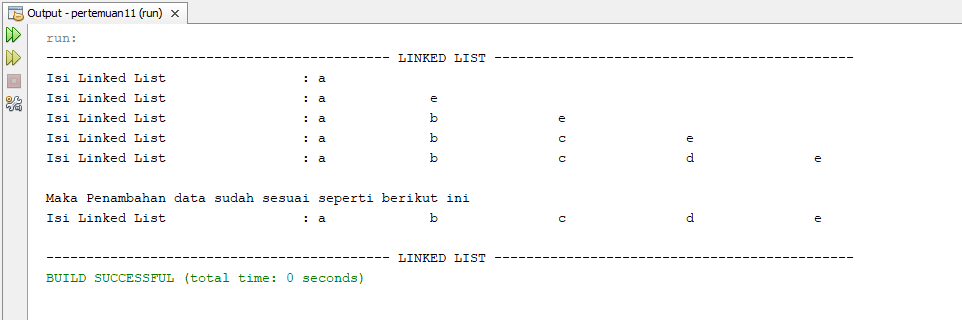 Output - pertemuan11 (run)
run:
------------------------------------------- LINKED LIST ---------------------------------------------
Isi Linked List : a
Isi Linked List : a e
Isi Linked List : a b e
Isi Linked List : a b c e
Isi Linked List : a b c d e
Maka Penambahan data sudah sesuai seperti berikut ini
Isi Linked List : a b c d e
------------------------------------------- LINKED LIST ---------------------------------------------
BUILD SUCCESSFUL (total time: 0 seconds)